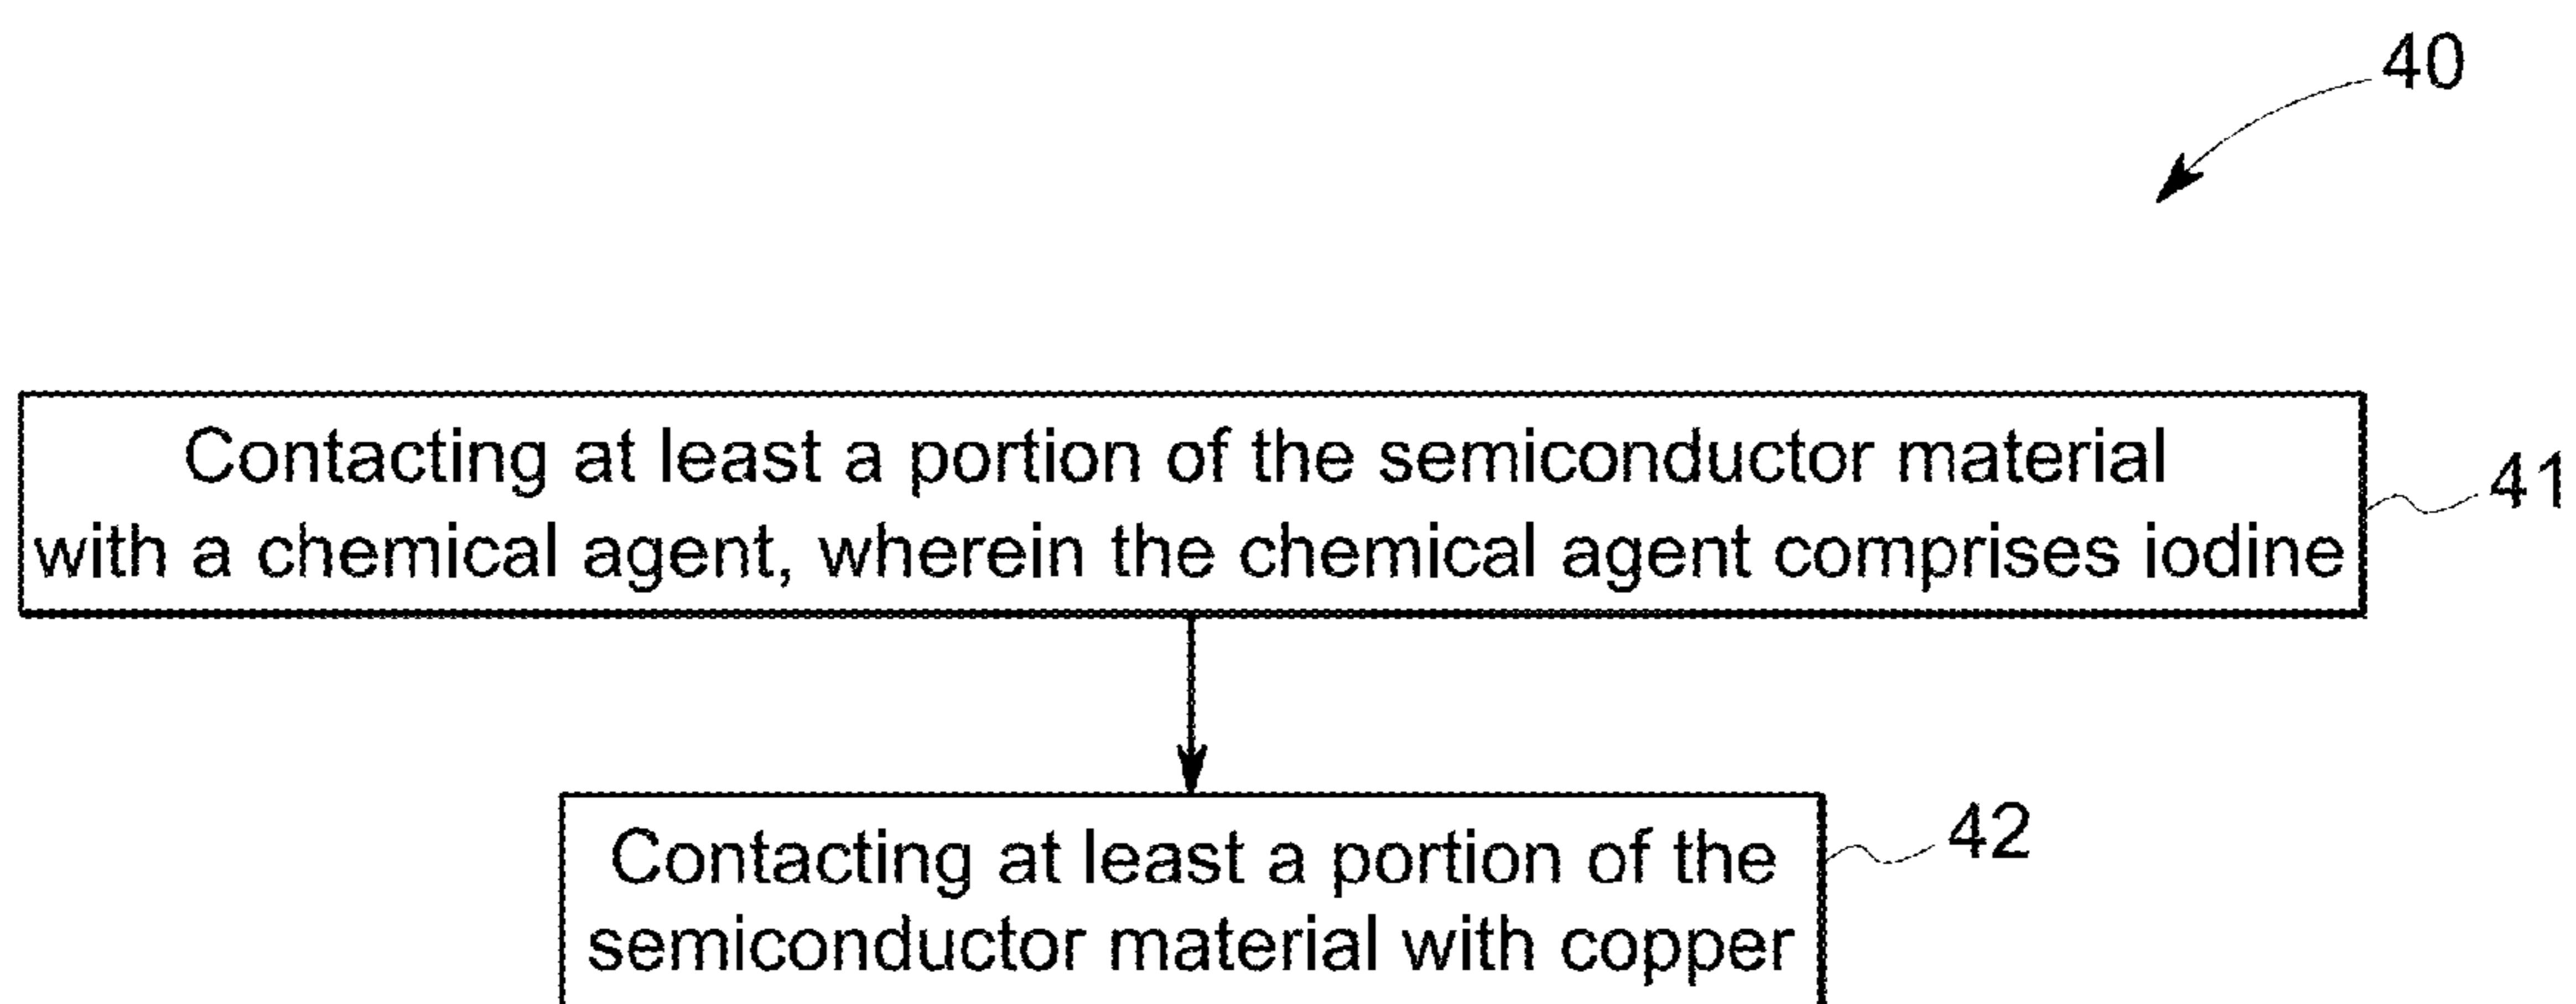 40
Contacting at least a portion of the semiconductor material
with a chemical agent, wherein the chemical agent comprises iodine
41
Contacting at least a portion of the
semiconductor material with copper
42